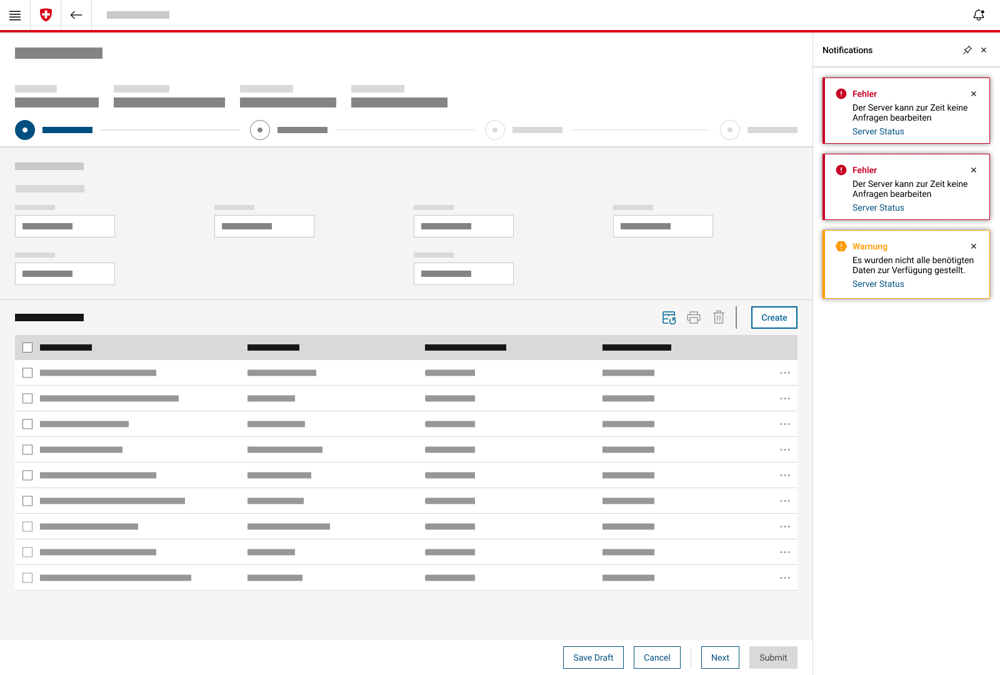 Notifications
Fehler
Der Server kann zur Zeit keine
Anfragen bearbeiten
Server Status
Fehler
Der Server kann zur Zeit keine
Anfragen bearbeiten
Server Status
Warnung
Es wurden nicht alle benötigten
Daten zur Verfügung gestellt.
Server Status
Create
Save Draft
Cancel
Next
Submit